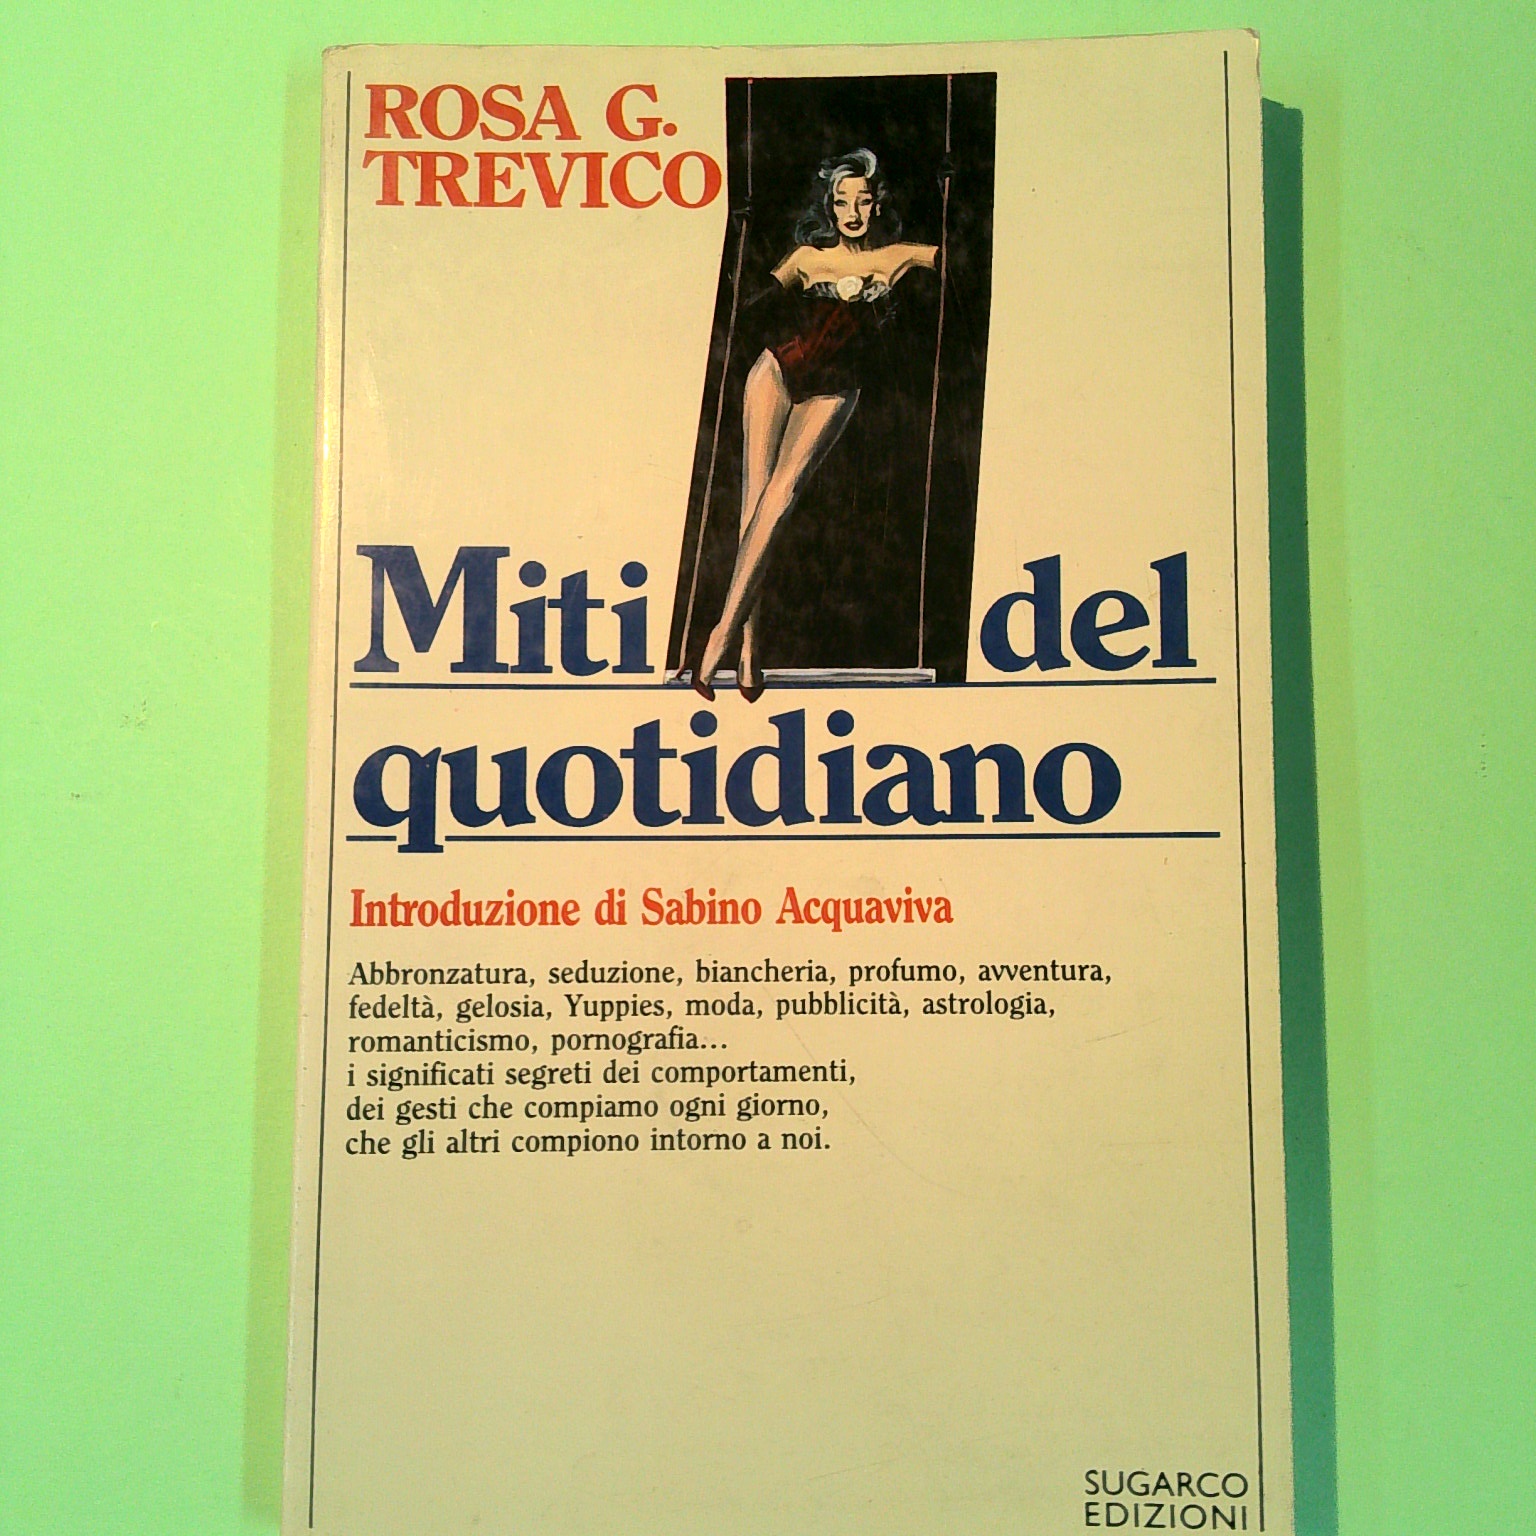 ROSA G.
TREVICO
Miti del
quotidiano
Introduzione di Sabino Acquaviva
Abbronzatura, seduzione, biancheria, profumo, avventura,
fedeltà, gelosia, Yuppies, moda, pubblicità, astrologia,
romanticismo, pornografia...
i significati segreti dei comportamenti,
dei gesti che compiamo ogni giorno,
che gli altri compiono intorno a noi.
SUGARCO
EDIZIONI